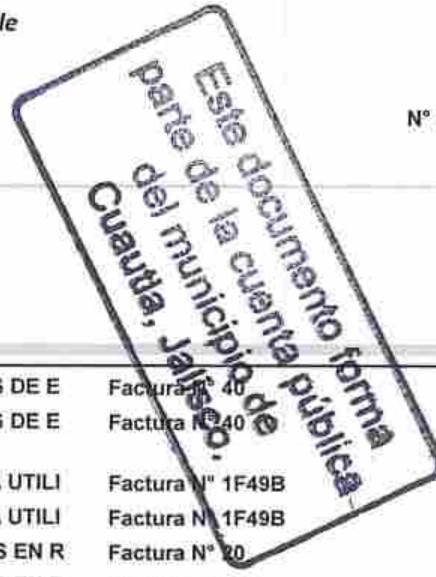 le
N°
Este documento forma
parte de la cuenta pública
del municipio de
Cuautla, Jalisco.
S DE E Factura N° 40
S DE E Factura N° 40
UTILI Factura N° 1F49B
UTILI Factura N° 1F49B
S EN R Factura N° 20